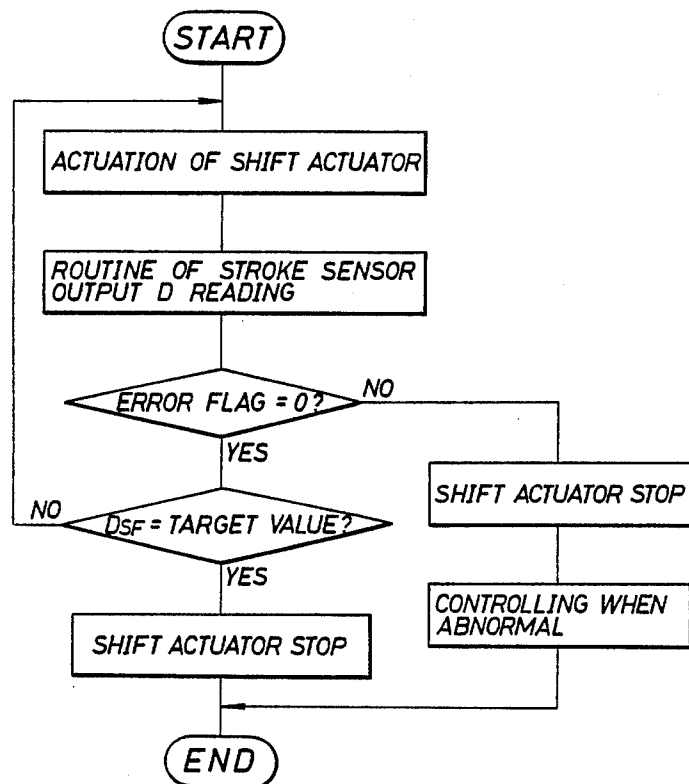 START
ACTUATION OF SHIFT ACTUATOR
ROUTINE OF STROKE SENSOR
OUTPUT D READING
ERROR FLAG = 0?
NO
YES
DSF = TARGET VALUE?
NO
YES
SHIFT ACTUATOR STOP
SHIFT ACTUATOR STOP
CONTROLLING WHEN
ABNORMAL
END